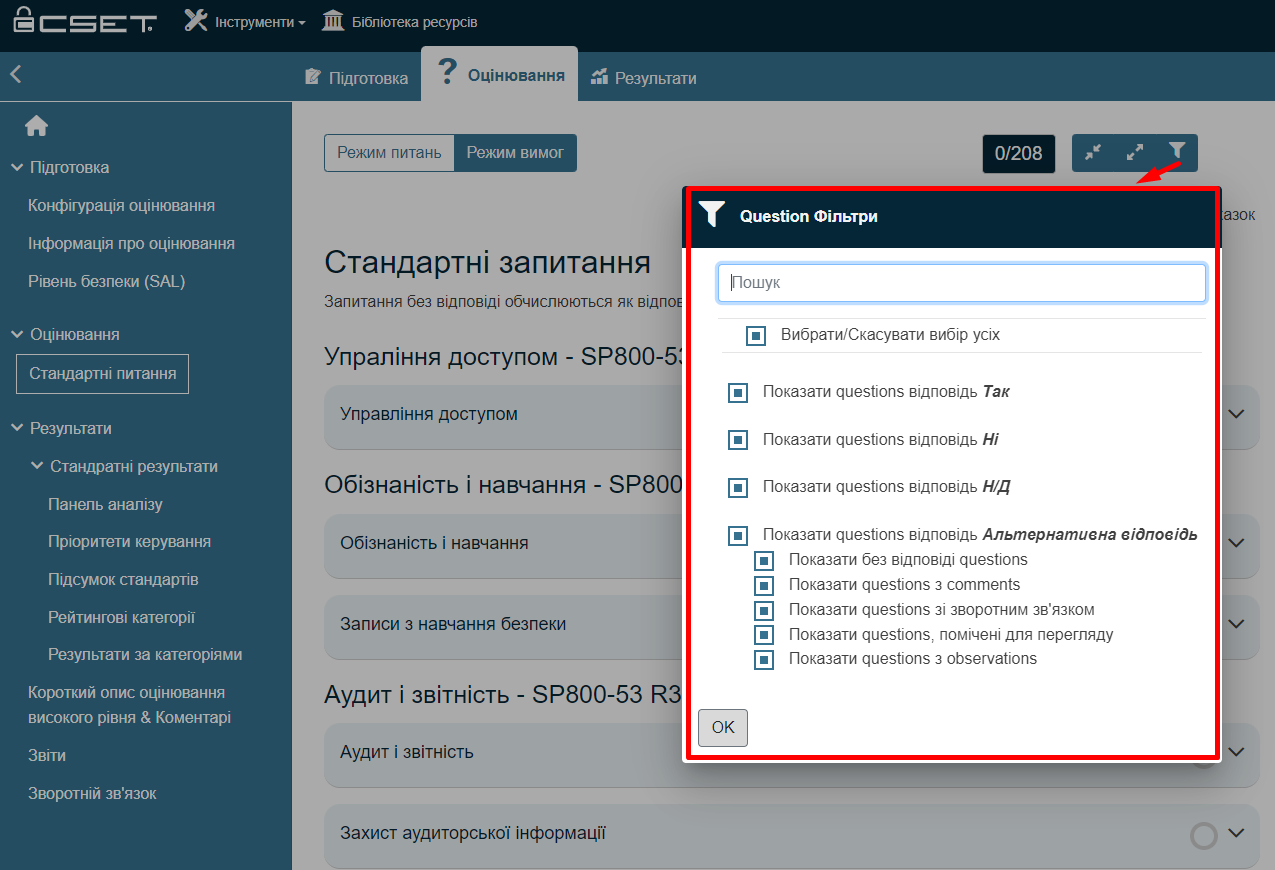 CSET
Інструменти
Бібліотека ресурсів
Підготовка
? Оцінювання
Результати
Підготовка
Конфігурація оцінювання
Інформація про оцінювання
Рівень безпеки (SAL)
Оцінювання
Стандартні питання
Результати
Стандратні результати
Панель аналізу
Пріоритети керування
Підсумок стандартів
Рейтингові категорії
Результати за категоріями
Короткий опис оцінювання
високого рівня & Коментарі
Звіти
Зворотній зв'язок
Режим питань
Режим вимог
0/208
азок
Стандартні запитання
Запитання без відповіді обчислюються як відпов
Упраління доступом - SP800-53
Управління доступом
Обізнаність і навчання - SP800
Обізнаність і навчання
Записи з навчання безпеки
Аудит і звітність - SP800-53 R3
Аудит і звітність
Захист аудиторської інформації
Question Фільтри
Пошук
Вибрати/Скасувати вибір усіх
Показати questions відповідь Так
Показати questions відповідь Ні
Показати questions відповідь Н/Д
Показати questions відповідь Альтернативна відповідь
Показати без відповіді questions
Показати questions з comments
Показати questions зі зворотним зв'язком
Показати questions, помічені для перегляду
Показати questions з observations
OK